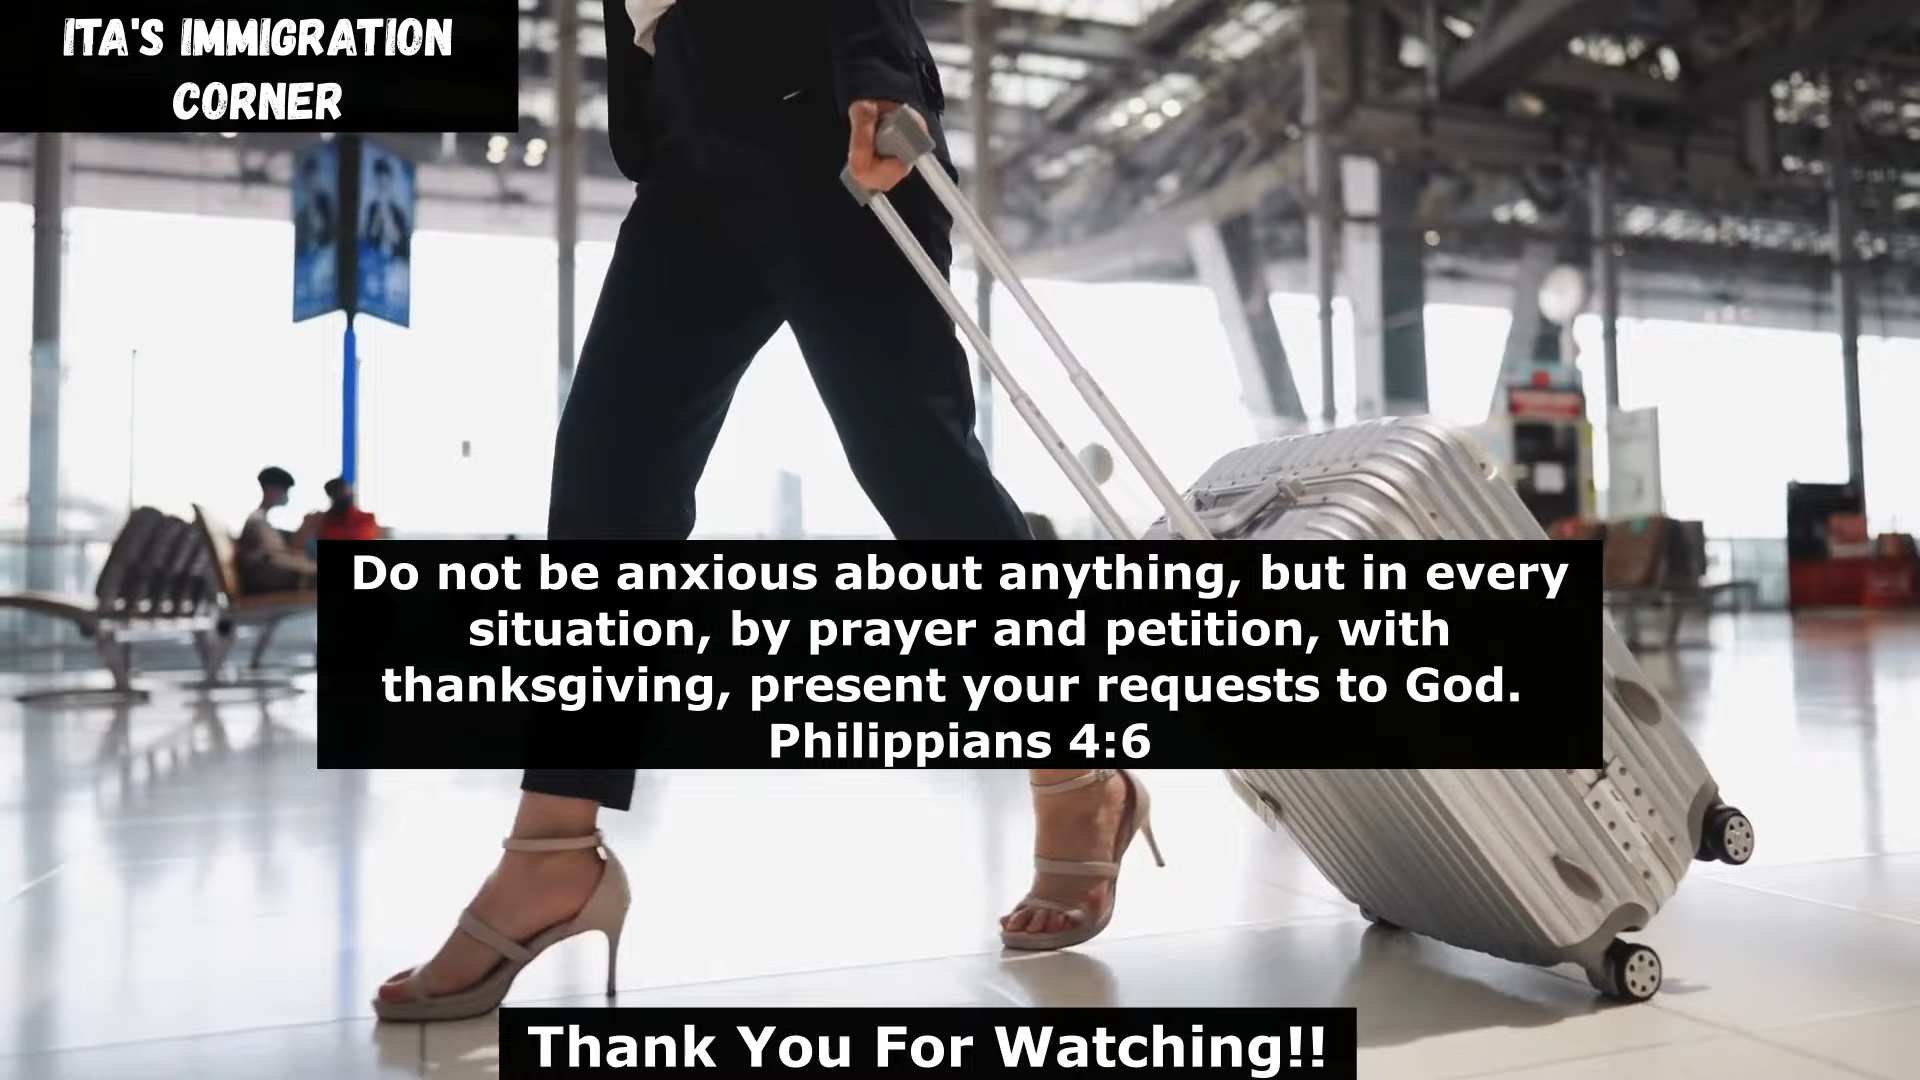 ITA'S IMMIGRATION
CORNER
Do not be anxious about anything, but in every
situation, by prayer and petition, with
thanksgiving, present your requests to God.
Philippians 4:6
Thank You For Watching!!